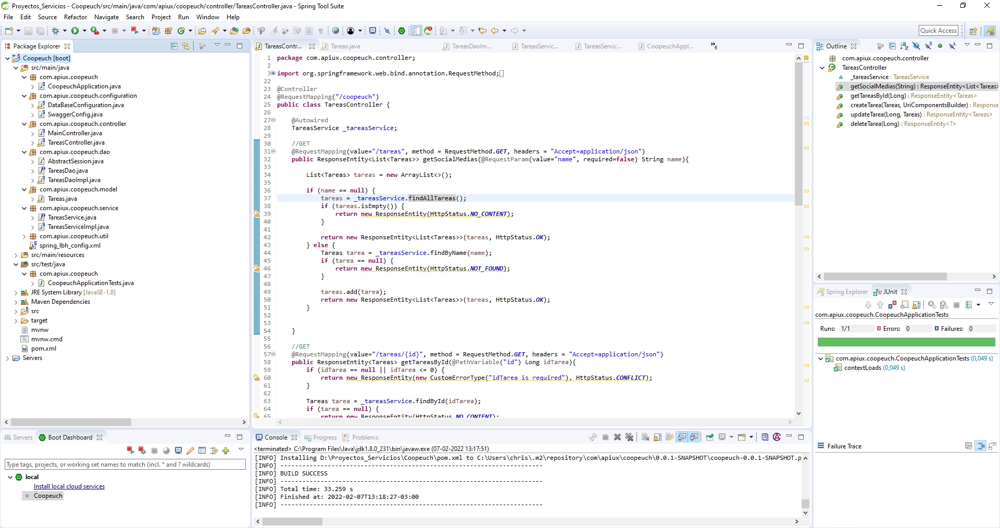 Proyectos_Servicios - Coopeuch/src/main/java/com/apiux/coopeuch/controller/TareasController.java - Spring Tool Suite
File Edit Source Refactor Navigate Search Project Run Window Help
Quick Access
Package Explorer
Coopeuch [boot]
src/main/java
com.apiux.coopeuch
CoopeuchApplication.java
com.apiux.coopeuch.configuration
DataBaseConfiguration.java
SwaggerConfig.java
com.apiux.coopeuch.controller
MainController.java
TareasController.java
com.apiux.coopeuch.dao
AbstractSession.java
TareasDao.java
TareasDaoImpl.java
com.apiux.coopeuch.model
Tareas.java
com.apiux.coopeuch.service
TareasService.java
TareasServiceImpl.java
com.apiux.coopeuch.util
spring_lbh_config.xml
src/main/resources
src/test/java
com.apiux.coopeuch
CoopeuchApplicationTests.java
JRE System Library [JavaSE-1.8]
Maven Dependencies
src
target
mvnw
mvnw.cmd
pom.xml
Servers
TareasContr... Tareas.java TareasDaoIm... TareasServic... TareasServic... CoopeuchAppl... »6
1 package com.apiux.coopeuch.controller;
2
3 import org.springframework.web.bind.annotation.RequestMethod;
22
23 @Controller
24 @RequestMapping("/coopeuch")
25 public class TareasController {
26
27 @Autowired
28 TareasService _tareasService;
29
30 //GET
31 @RequestMapping(value="/tareas", method = RequestMethod.GET, headers = "Accept=application/json")
32 public ResponseEntity<List<Tareas>> getSocialMedias(@RequestParam(value="name", required=false) String name){
33
34 List<Tareas> tareas = new ArrayList<>();
35
36 if (name == null) {
37 tareas = _tareasService.findAllTareas();
38 if (tareas.isEmpty()) {
39 return new ResponseEntity(HttpStatus.NO_CONTENT);
40 }
41
42 return new ResponseEntity<List<Tareas>>(tareas, HttpStatus.OK);
43 } else {
44 Tareas tarea = _tareasService.findByName(name);
45 if (tarea == null) {
46 return new ResponseEntity(HttpStatus.NOT_FOUND);
47 }
48
49 tareas.add(tarea);
50 return new ResponseEntity<List<Tareas>>(tareas, HttpStatus.OK);
51 }
52
53
54 }
55
56 //GET
57 @RequestMapping(value="/tareas/{id}", method = RequestMethod.GET, headers = "Accept=application/json")
58 public ResponseEntity<Tareas> getTareasById(@PathVariable("id") Long idTarea){
59 if (idTarea == null || idTarea <= 0) {
60 return new ResponseEntity(new CustomErrorType("idTarea is required"), HttpStatus.CONFLICT);
61 }
62
63 Tareas tarea = _tareasService.findById(idTarea);
64 if (tarea == null) {
65 return new ResponseEntity(HttpStatus.NO_CONTENT);
Outline
com.apiux.coopeuch.controller
TareasController
_tareasService : TareasService
getSocialMedias(String) : ResponseEntity<List<Tareas>
getTareasById(Long) : ResponseEntity<Tareas>
createTarea(Tareas, UriComponentsBuilder) : Response
updateTarea(Long, Tareas) : ResponseEntity<Tareas>
deleteTarea(Long) : ResponseEntity<?>
Spring Explorer JUnit
com.apiux.coopeuch.CoopeuchApplicationTests
Runs: 1/1 Errors: 0 Failures: 0
com.apiux.coopeuch.CoopeuchApplicationTests (0,049 s)
contextLoads (0,049 s)
Failure Trace
Servers Boot Dashboard
Type tags, projects, or working set names to match (incl. * and ? wildcards)
local
Install local cloud services
Coopeuch
Console Progress Problems
<terminated> C:\Program Files\Java\jdk1.8.0_231\bin\javaw.exe (07-02-2022 13:17:51)
[INFO] Installing D:\Proyectos_Servicios\Coopeuch\pom.xml to C:\Users\chris\.m2\repository\com\apiux\coopeuch\0.0.1-SNAPSHOT\coopeuch-0.0.1-SNAPSHOT.p
[INFO] ------------------------------------------------------------------------
[INFO] BUILD SUCCESS
[INFO] ------------------------------------------------------------------------
[INFO] Total time: 33.259 s
[INFO] Finished at: 2022-02-07T13:18:27-03:00
[INFO] ------------------------------------------------------------------------